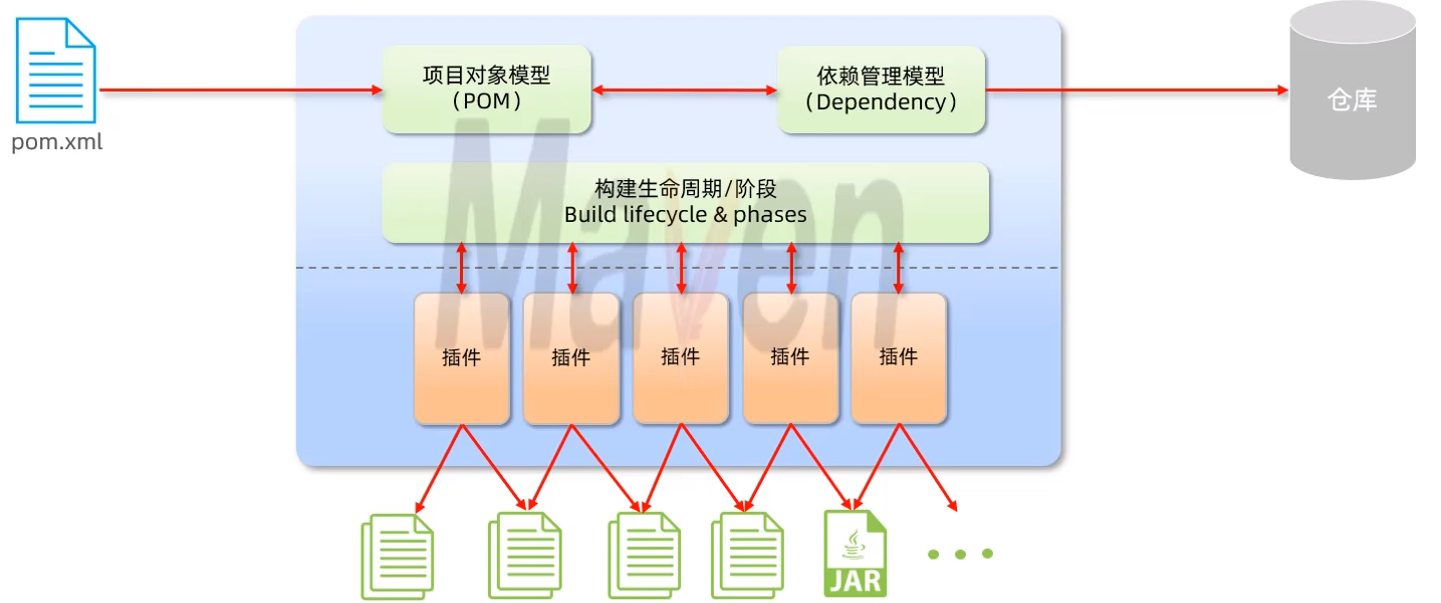 pom.xml
项目对象模型
（POM）
依赖管理模型
（Dependency）
仓库
构建生命周期/阶段
Build lifecycle & phases
Maven
插件
插件
插件
插件
插件
JAR